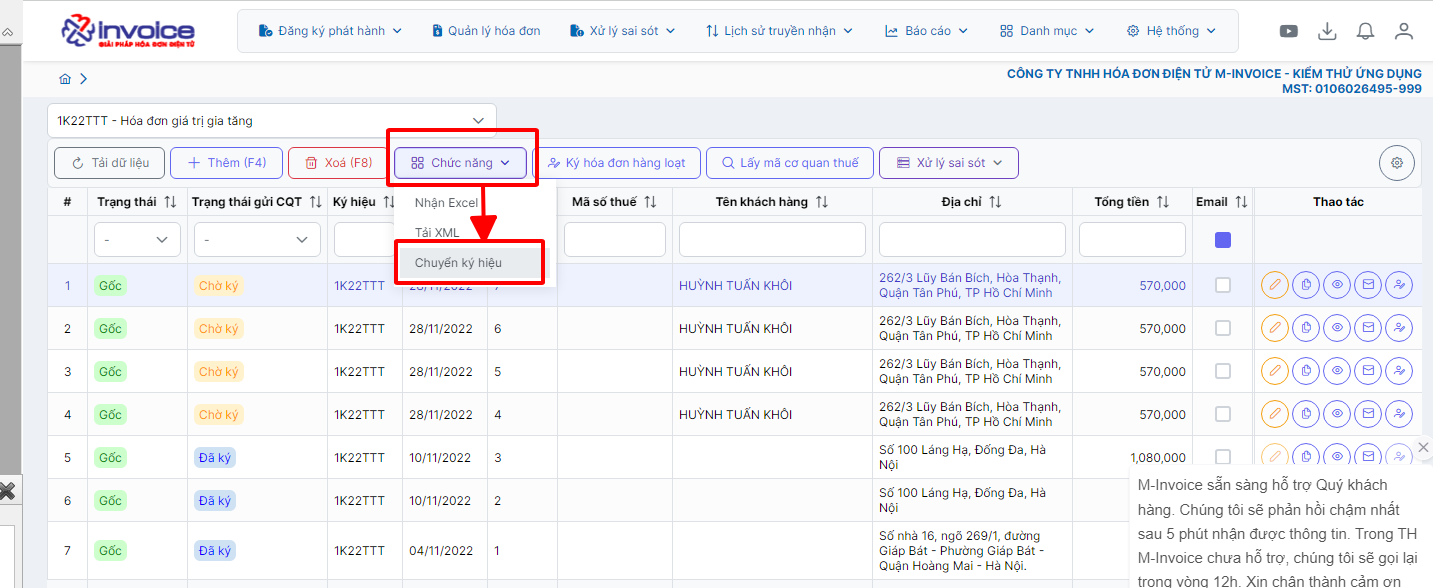 invoice
GIẢI PHÁP HÓA ĐƠN ĐIỆN TỬ
Đăng ký phát hành
Quản lý hóa đơn
Xử lý sai sót
Lịch sử truyền nhận
Báo cáo
Danh mục
Hệ thống
CÔNG TY TNHH HÓA ĐƠN ĐIỆN TỬ M-INVOICE - KIỂM THỬ ỨNG DỤNG
MST: 0106026495-999
1K22TTT - Hóa đơn giá trị gia tăng
Tải dữ liệu
Thêm (F4)
Xoá (F8)
Chức năng
Ký hóa đơn hàng loạt
Lấy mã cơ quan thuế
Xử lý sai sót
Nhận Excel
Tải XML
Chuyển ký hiệu
# Trạng thái Trạng thái gửi CQT Ký hiệu Mã số thuế Tên khách hàng Địa chỉ Tổng tiền Email Thao tác
- -
1 Gốc Chờ ký 1K22TTT 28/11/2022 7 HUỲNH TUẤN KHÔI 262/3 Lũy Bán Bích, Hòa Thạnh, 570,000
Quận Tân Phú, TP Hồ Chí Minh
2 Gốc Chờ ký 1K22TTT 28/11/2022 6 HUỲNH TUẤN KHÔI 262/3 Lũy Bán Bích, Hòa Thạnh, 570,000
Quận Tân Phú, TP Hồ Chí Minh
3 Gốc Chờ ký 1K22TTT 28/11/2022 5 HUỲNH TUẤN KHÔI 262/3 Lũy Bán Bích, Hòa Thạnh, 570,000
Quận Tân Phú, TP Hồ Chí Minh
4 Gốc Chờ ký 1K22TTT 28/11/2022 4 HUỲNH TUẤN KHÔI 262/3 Lũy Bán Bích, Hòa Thạnh, 570,000
Quận Tân Phú, TP Hồ Chí Minh
5 Gốc Đã ký 1K22TTT 10/11/2022 3 Số 100 Láng Hạ, Đống Đa, Hà 1,080,000
Nội
6 Gốc Đã ký 1K22TTT 10/11/2022 2 Số 100 Láng Hạ, Đống Đa, Hà
Nội
7 Gốc Đã ký 1K22TTT 04/11/2022 1 Số nhà 16, ngõ 269/1, đường
Giáp Bát - Phường Giáp Bát -
Quận Hoàng Mai - Hà Nội.
M-Invoice sẵn sàng hỗ trợ Quý khách
hàng. Chúng tôi sẽ phản hồi chậm nhất
sau 5 phút nhận được thông tin. Trong TH
M-Invoice chưa hỗ trợ, chúng tôi sẽ gọi lại
trong vòng 12h. Xin chân thành cảm ơn